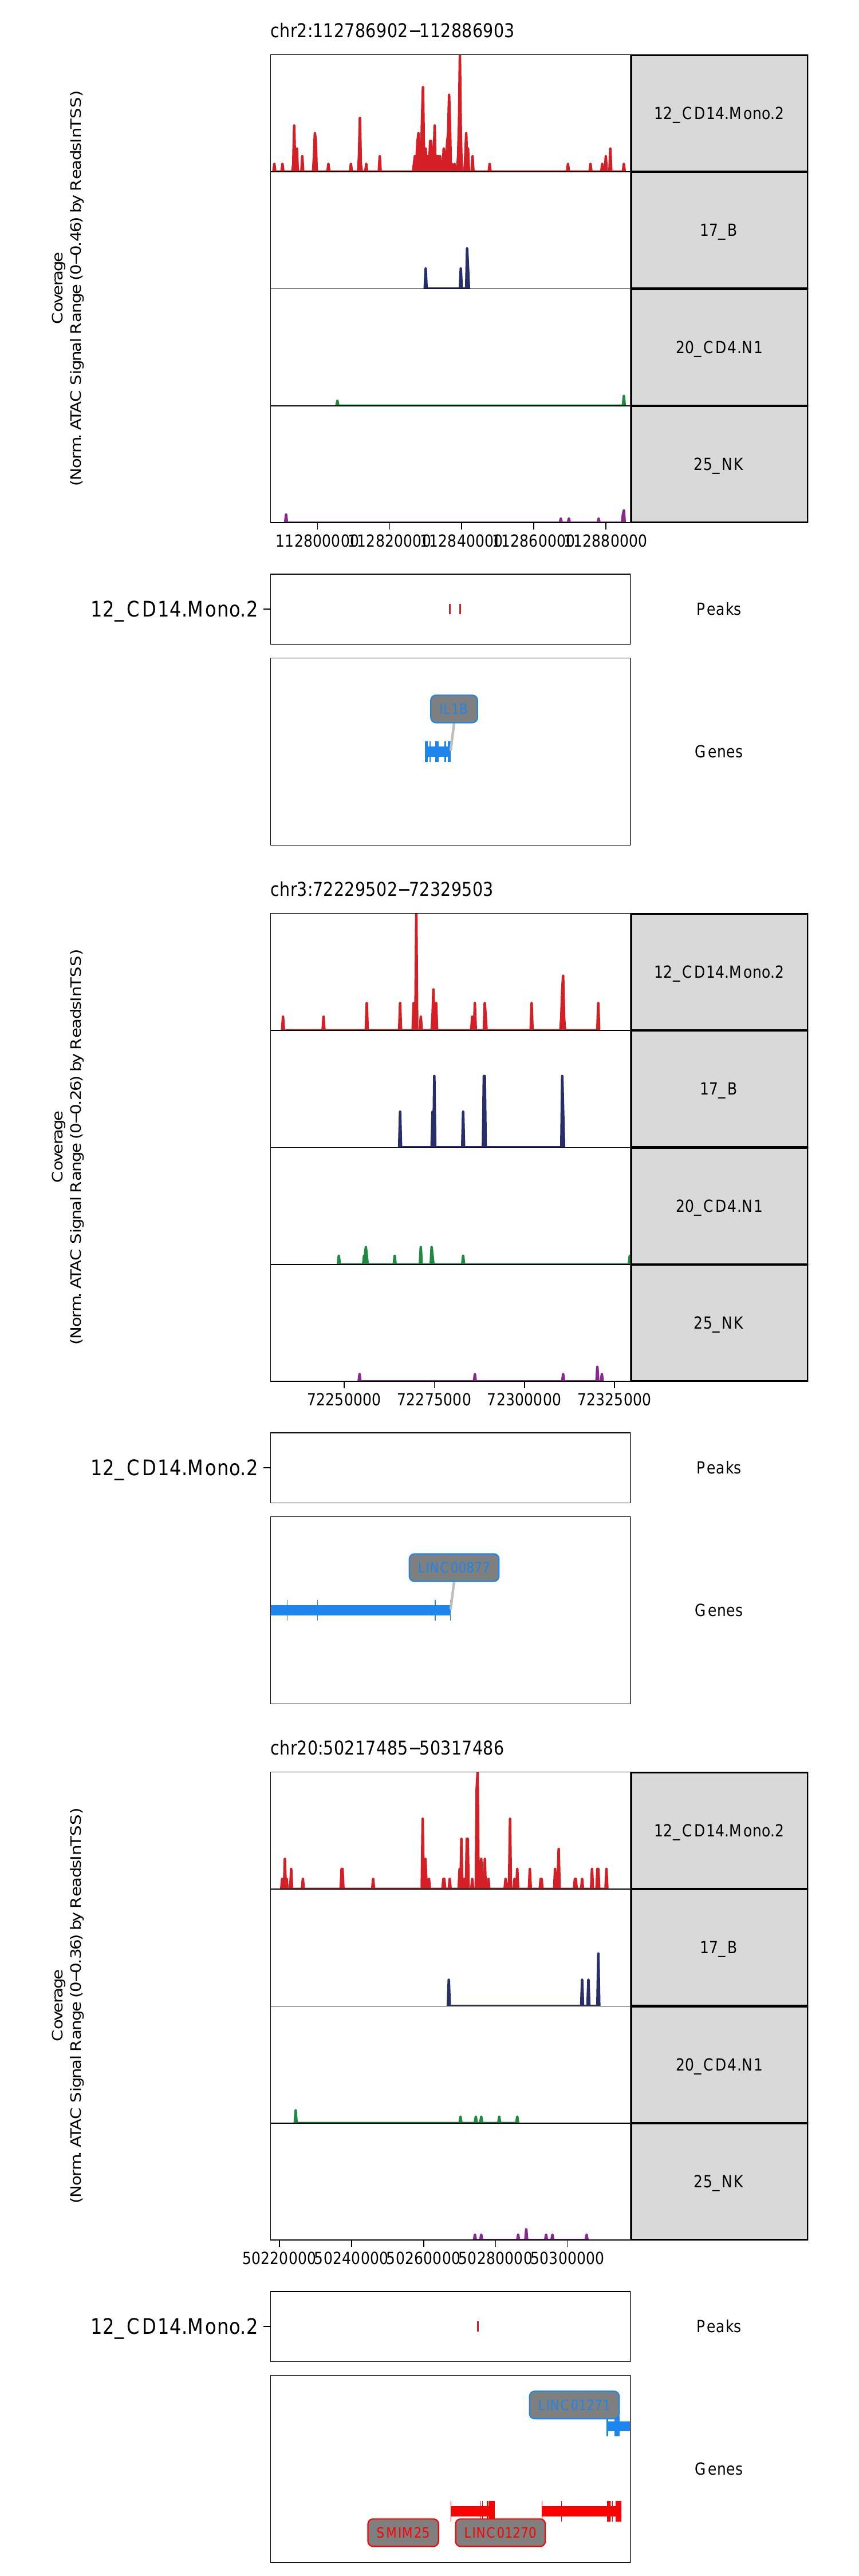 chr2:112786902−112886903
Coverage
(Norm. ATAC Signal Range (0−0.46) by ReadsInTSS)
12_CD14.Mono.2
17_B
20_CD4.N1
25_NK
112800000 112820000 112840000 112860000 112880000
12_CD14.Mono.2
Peaks
IL1B
Genes
chr3:72229502−72329503
Coverage
(Norm. ATAC Signal Range (0−0.26) by ReadsInTSS)
12_CD14.Mono.2
17_B
20_CD4.N1
25_NK
72250000 72275000 72300000 72325000
12_CD14.Mono.2
Peaks
LINC00877
Genes
chr20:50217485−50317486
Coverage
(Norm. ATAC Signal Range (0−0.36) by ReadsInTSS)
12_CD14.Mono.2
17_B
20_CD4.N1
25_NK
50220000 50240000 50260000 50280000 50300000
12_CD14.Mono.2
Peaks
LINC01271
Genes
SMIM25 LINC01270